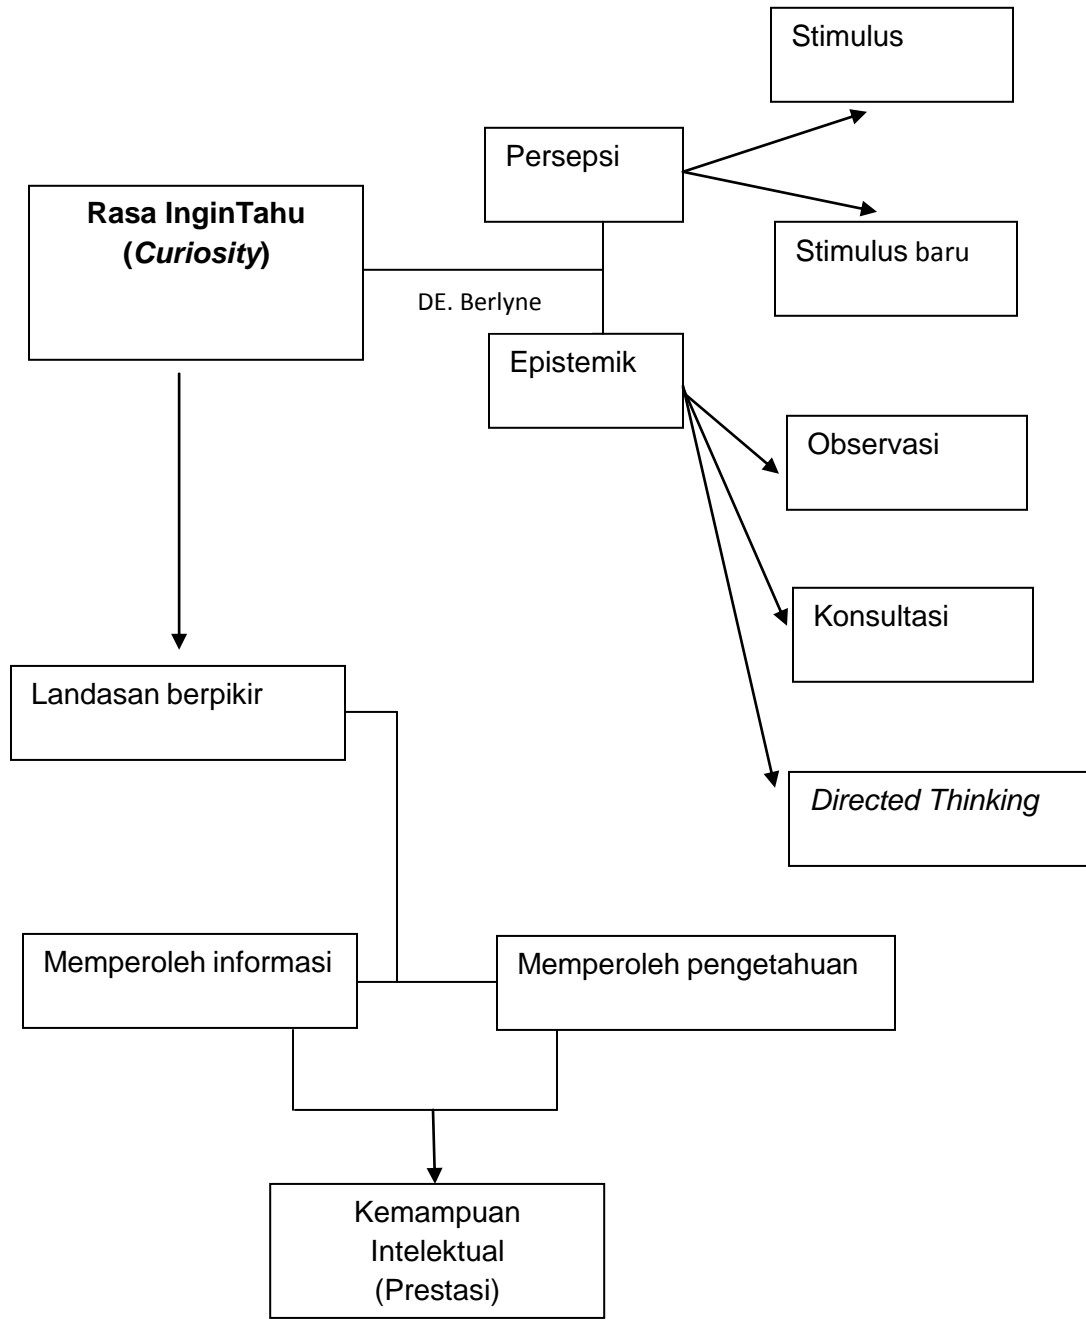 Stimulus
Persepsi
Rasa InginTahu
(Curiosity)
Stimulus baru
DE. Berlyne
Epistemik
Observasi
Konsultasi
Landasan berpikir
Directed Thinking
Memperoleh informasi
Memperoleh pengetahuan
Kemampuan
Intelektual
(Prestasi)